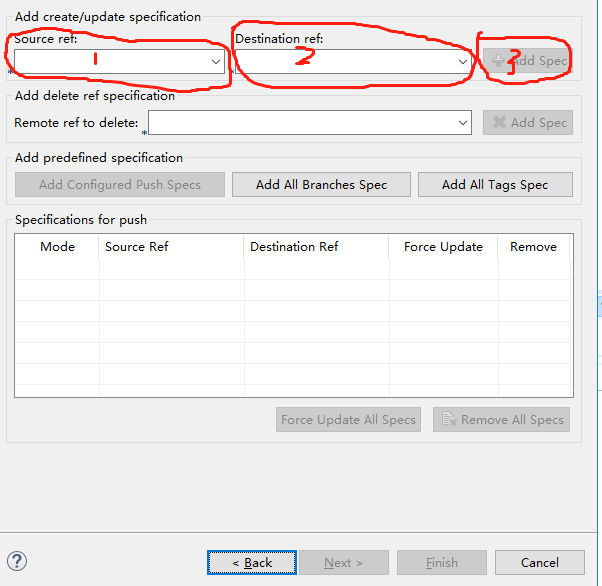 Add create/update specification
Source ref: Destination ref:
* 1 * 2 3 Add Spec
Add delete ref specification
Remote ref to delete: * Add Spec
Add predefined specification
Add Configured Push Specs Add All Branches Spec Add All Tags Spec
Specifications for push
Mode Source Ref Destination Ref Force Update Remove
Force Update All Specs Remove All Specs
? < Back Next > Finish Cancel